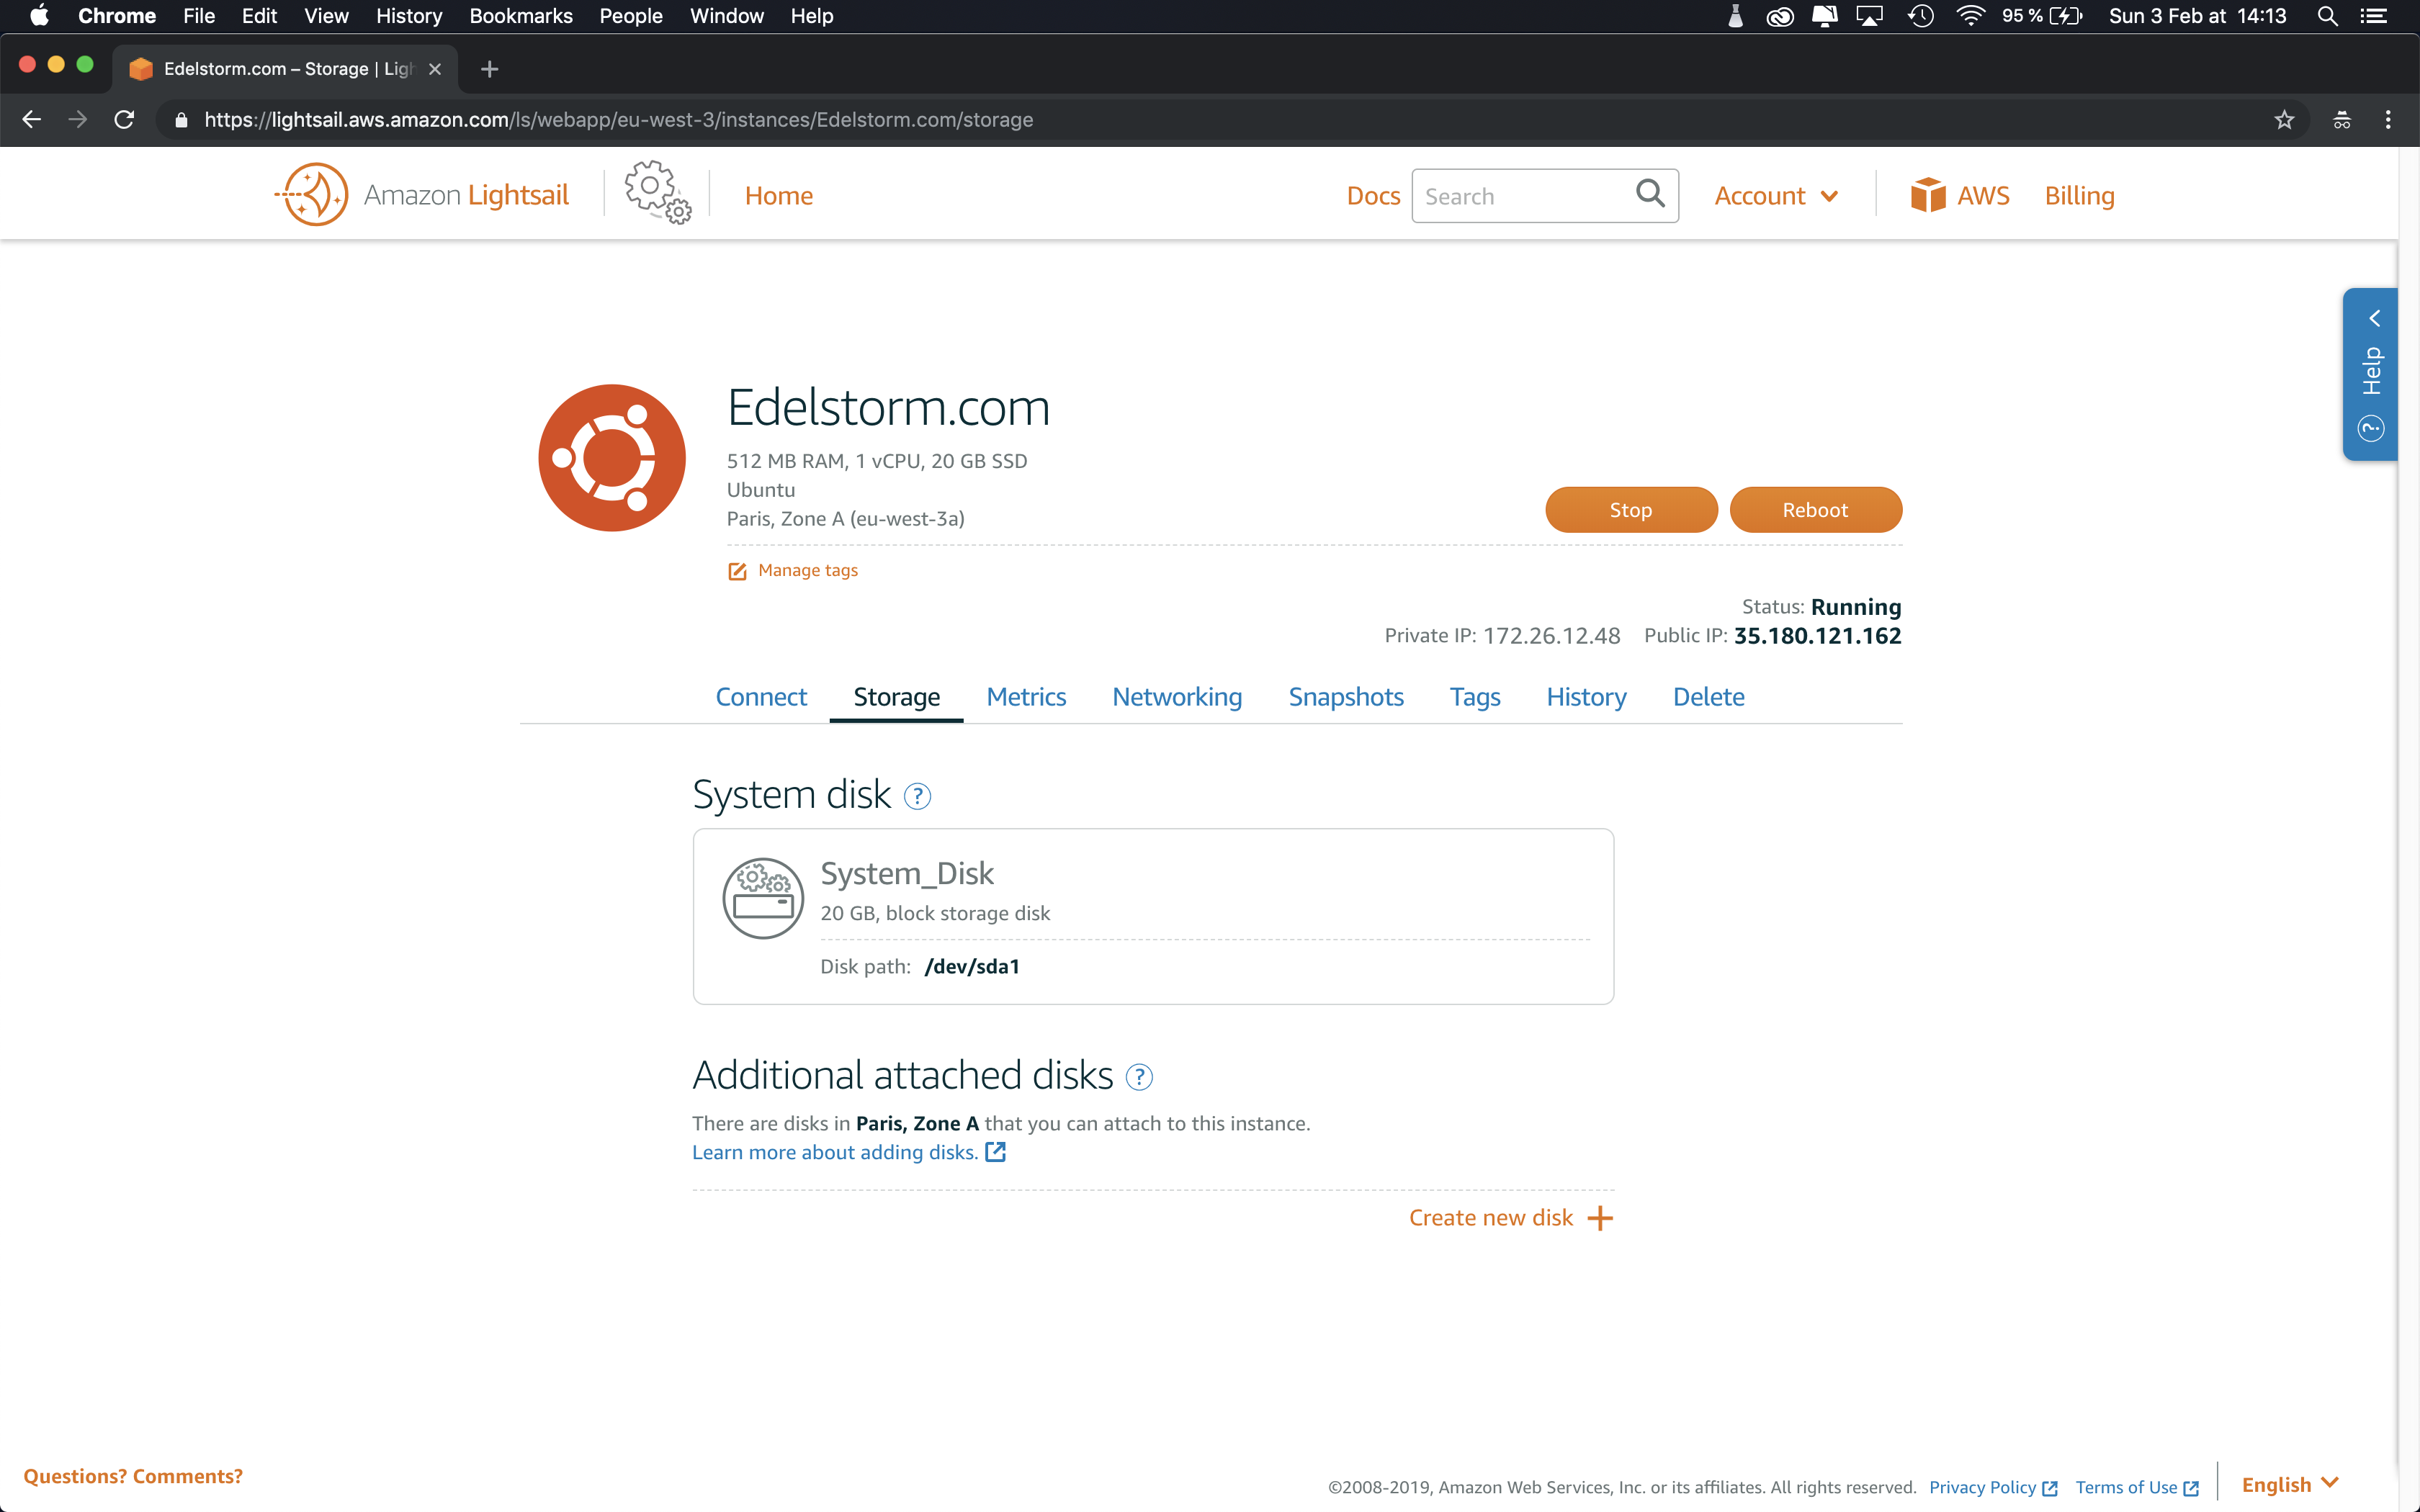 Chrome File Edit View History Bookmarks People Window Help 95 % Sun 3 Feb at 14:13
Edelstorm.com – Storage | Ligh
https://lightsail.aws.amazon.com/ls/webapp/eu-west-3/instances/Edelstorm.com/storage
Amazon Lightsail Home Docs Search Account AWS Billing
Help
Edelstorm.com
512 MB RAM, 1 vCPU, 20 GB SSD
Ubuntu
Paris, Zone A (eu-west-3a)
Stop Reboot
Manage tags
Status: Running
Private IP: 172.26.12.48 Public IP: 35.180.121.162
Connect Storage Metrics Networking Snapshots Tags History Delete
System disk ?
System_Disk
20 GB, block storage disk
Disk path: /dev/sda1
Additional attached disks ?
There are disks in Paris, Zone A that you can attach to this instance.
Learn more about adding disks.
Create new disk +
Questions? Comments?
©2008-2019, Amazon Web Services, Inc. or its affiliates. All rights reserved. Privacy Policy Terms of Use English